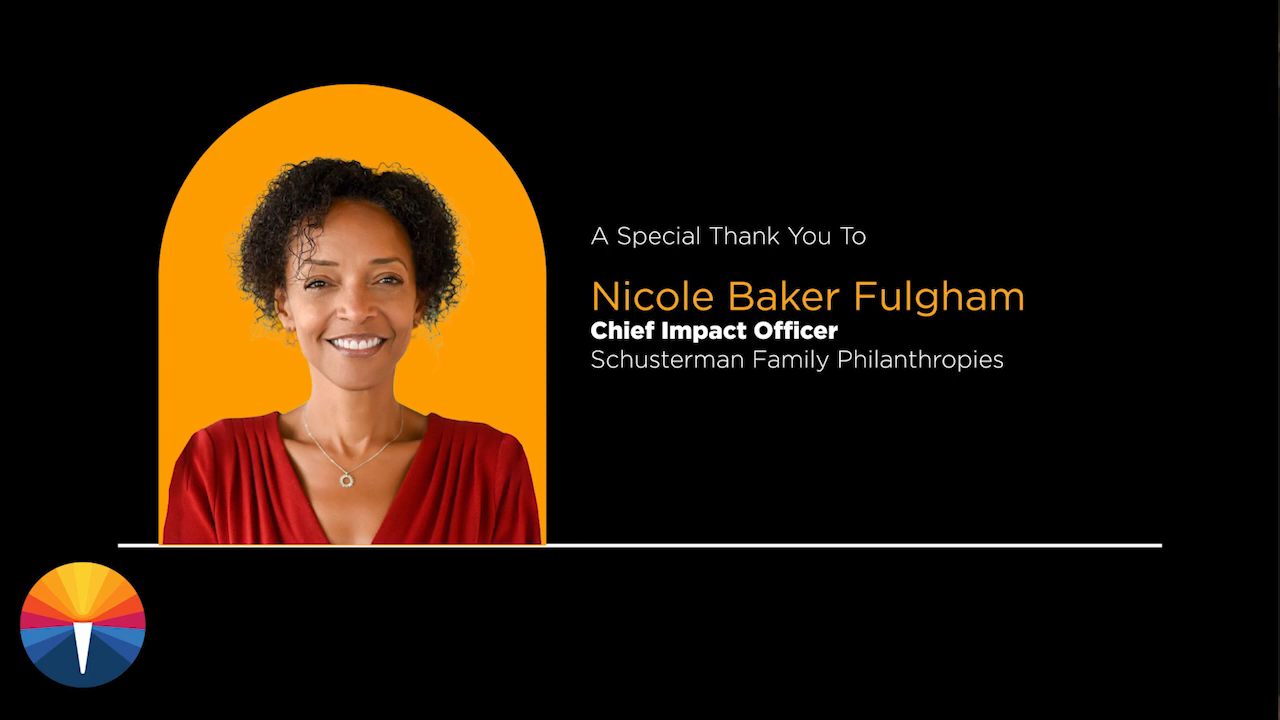 A Special Thank You To
Nicole Baker Fulgham
Chief Impact Officer
Schusterman Family Philanthropies